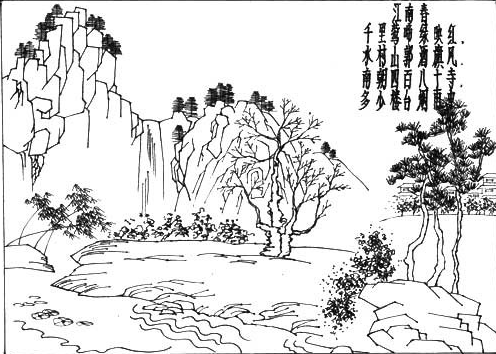 江南春
千里莺啼绿映红
水村山郭酒旗风
南朝四百八十寺
多少楼台烟雨中